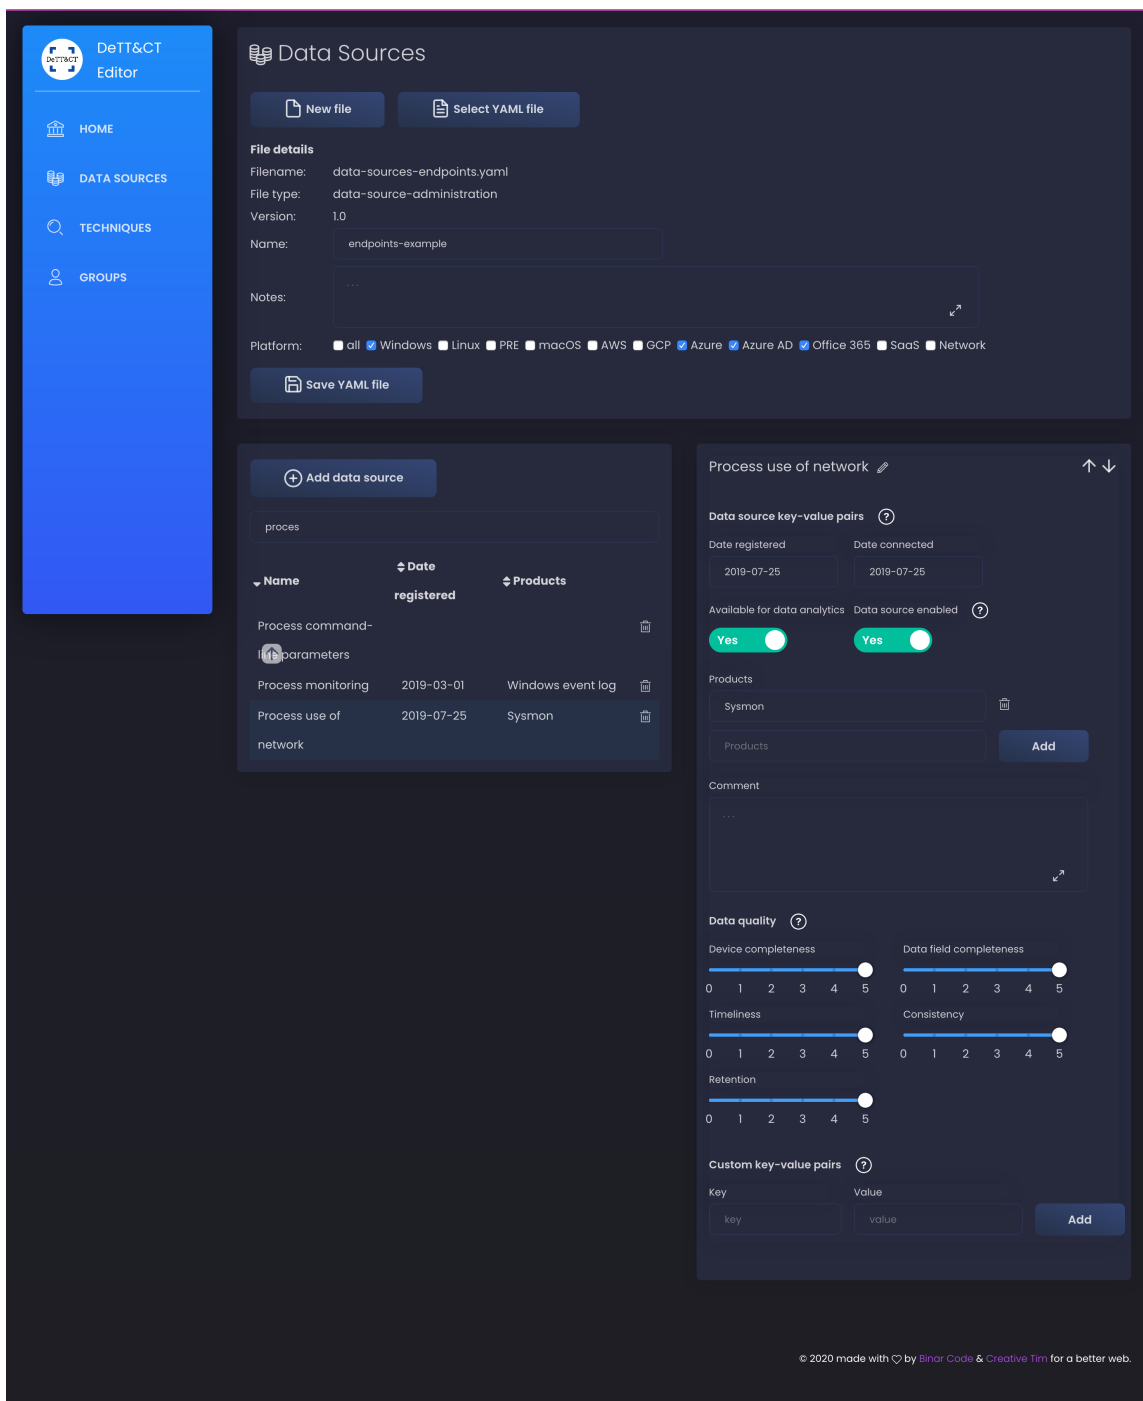 DeTT&CT
DeTT&CT
Editor
HOME
DATA SOURCES
TECHNIQUES
GROUPS
Data Sources
New file
Select YAML file
File details
Filename: data-sources-endpoints.yaml
File type: data-source-administration
Version: 1.0
Name: endpoints-example
Notes: ...
Platform: all Windows Linux PRE macOS AWS GCP Azure Azure AD Office 365 SaaS Network
Save YAML file
Add data source
proces
Name Date registered Products
Process command-
parameters
Process monitoring 2019-03-01 Windows event log
Process use of 2019-07-25 Sysmon
network
Process use of network
Data source key-value pairs ?
Date registered Date connected
2019-07-25 2019-07-25
Available for data analytics Data source enabled ?
Yes Yes
Products
Sysmon
Products Add
Comment
...
Data quality ?
Device completeness Data field completeness
0 1 2 3 4 5 0 1 2 3 4 5
Timeliness Consistency
0 1 2 3 4 5 0 1 2 3 4 5
Retention
0 1 2 3 4 5
Custom key-value pairs ?
Key Value
key value Add
© 2020 made with ♡ by Binar Code & Creative Tim for a better web.